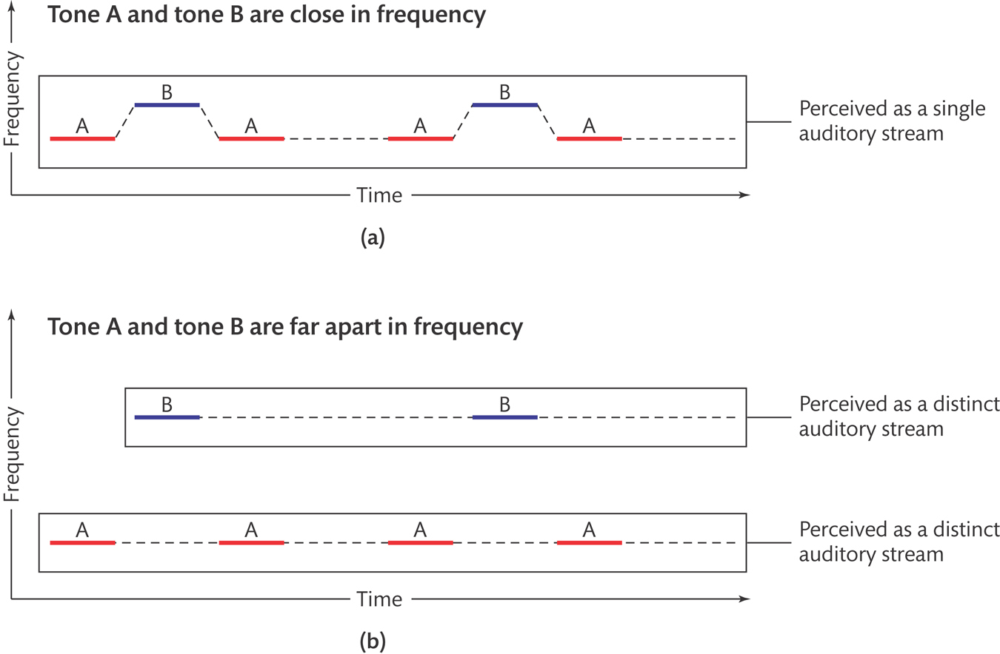 Tone A and tone B are close in frequency
Frequency
B
B
A
A
A
A
Perceived as a single
auditory stream
Time
(a)
Tone A and tone B are far apart in frequency
Frequency
B
B
Perceived as a distinct
auditory stream
A
A
A
A
Perceived as a distinct
auditory stream
Time
(b)